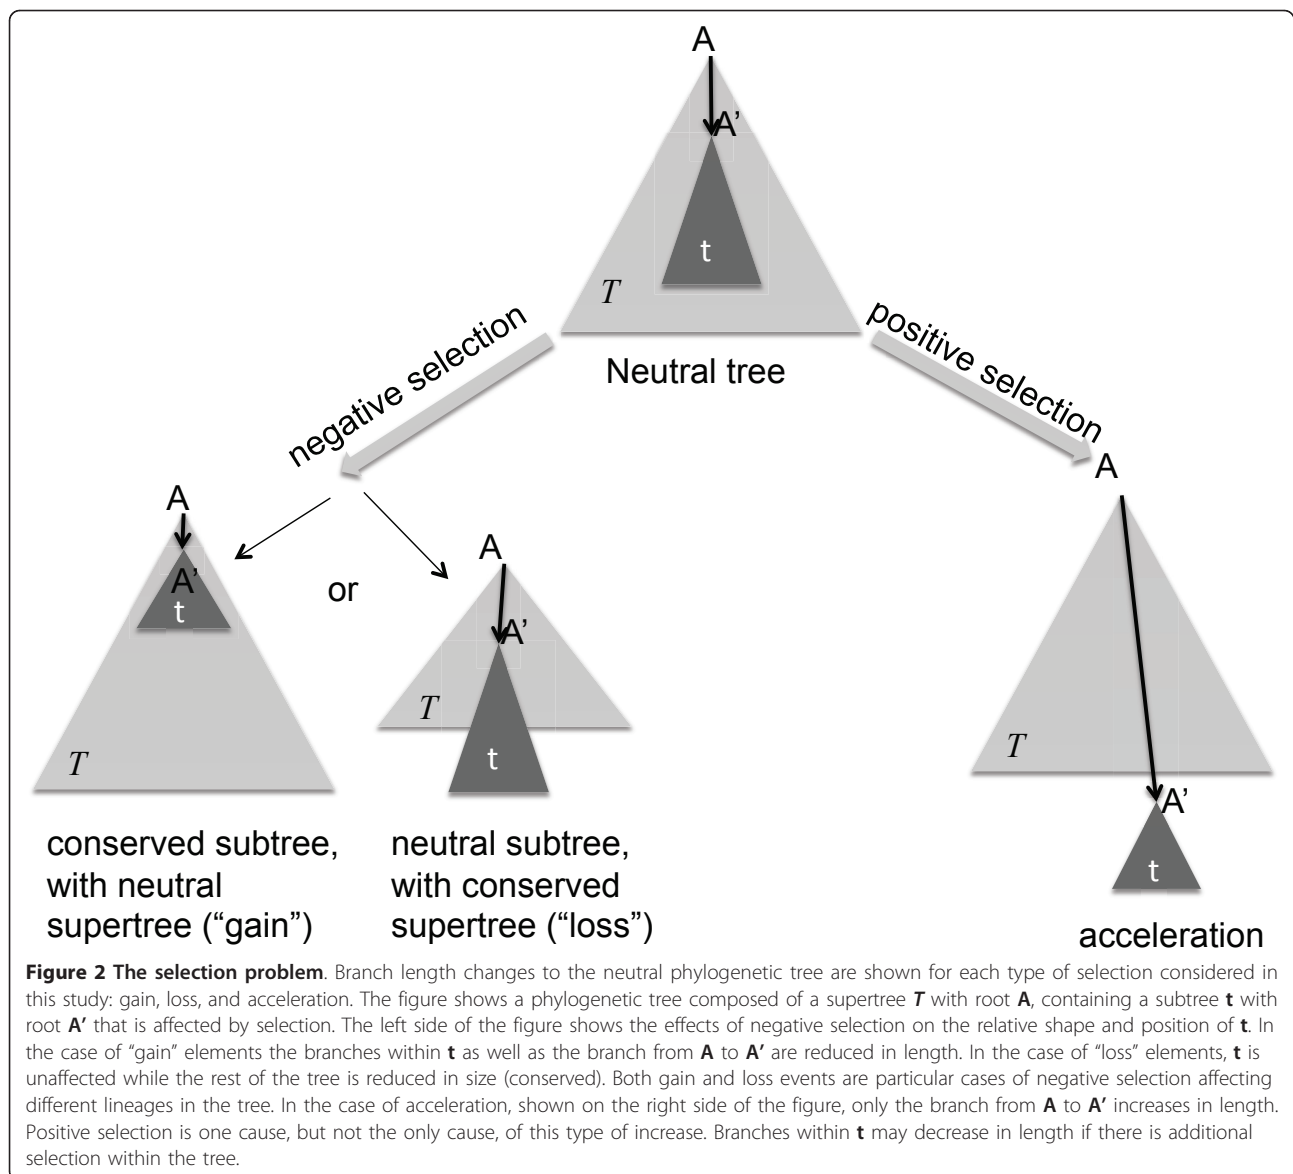 A
A'
t
T
Neutral tree
negative selection
positive selection
A
A'
t
T
or
A
A'
T
t
A
T
A'
t
conserved subtree,
with neutral
supertree (“gain”)
neutral subtree,
with conserved
supertree (“loss”)
acceleration
Figure 2 The selection problem. Branch length changes to the neutral phylogenetic tree are shown for each type of selection considered in
this study: gain, loss, and acceleration. The figure shows a phylogenetic tree composed of a supertree T with root A, containing a subtree t with
root A’ that is affected by selection. The left side of the figure shows the effects of negative selection on the relative shape and position of t. In
the case of “gain” elements the branches within t as well as the branch from A to A’ are reduced in length. In the case of “loss” elements, t is
unaffected while the rest of the tree is reduced in size (conserved). Both gain and loss events are particular cases of negative selection affecting
different lineages in the tree. In the case of acceleration, shown on the right side of the figure, only the branch from A to A’ increases in length.
Positive selection is one cause, but not the only cause, of this type of increase. Branches within t may decrease in length if there is additional
selection within the tree.